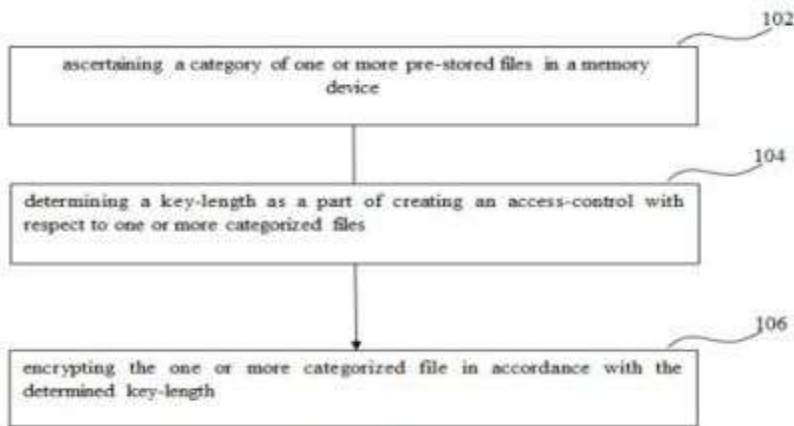 102
ascertaining a category of one or more pre-stored files in a memory
device
104
determining a key-length as a part of creating an access-control with
respect to one or more categorized files
106
encrypting the one or more categorized file in accordance with the
determined key-length